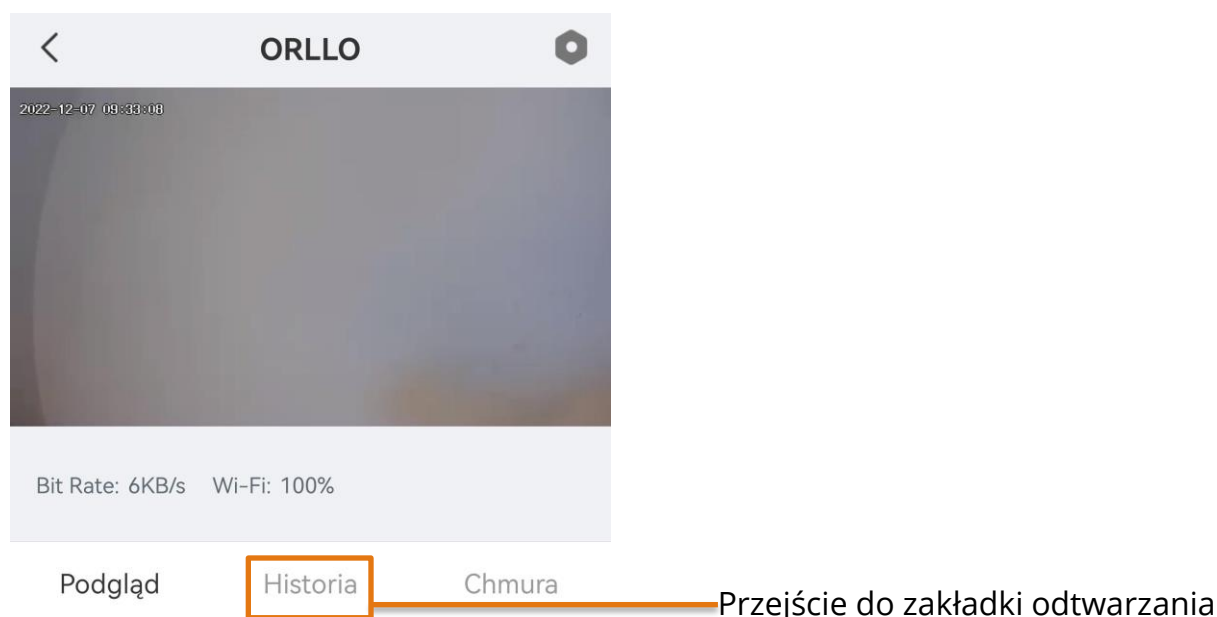 ORLLO
2022-12-07 09:33:08
Bit Rate: 6KB/s Wi-Fi: 100%
Podgląd Historia Chmura
Przejście do zakładki odtwarzania